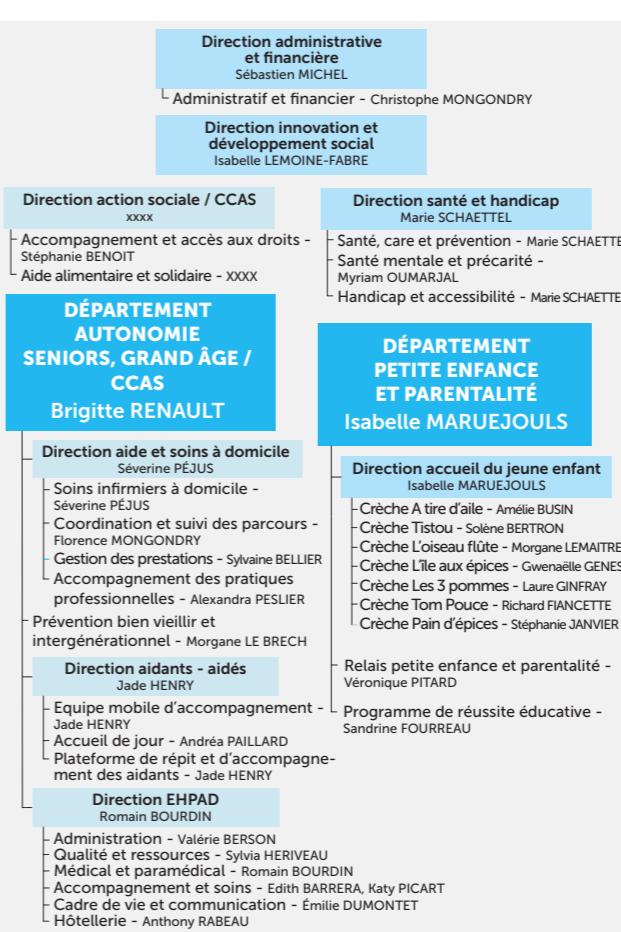 Direction administrative
et financière
Sébastien MICHEL
Administratif et financier - Christophe MONGONDRY
Direction innovation et
développement social
Isabelle LEMOINE-FABRE
Direction action sociale / CCAS
xxxx
Accompagnement et accès aux droits -
Stéphanie BENOIT
Aide alimentaire et solidaire - XXXX
Direction santé et handicap
Marie SCHAETTEL
Santé, care et prévention - Marie SCHAETTE
Santé mentale et précarité -
Myriam OUMARJAL
Handicap et accessibilité - Marie SCHAETTE
DÉPARTEMENT
AUTONOMIE
SENIORS, GRAND ÂGE /
CCAS
Brigitte RENAULT
Direction aide et soins à domicile
Séverine PÉJUS
Soins infirmiers à domicile -
Séverine PÉJUS
Coordination et suivi des parcours -
Florence MONGONDRY
Gestion des prestations - Sylvaine BELLIER
Accompagnement des pratiques
professionnelles - Alexandra PESLIER
Prévention bien vieillir et
intergénérationnel - Morgane LE BRECH
Direction aidants - aidés
Jade HENRY
Equipe mobile d'accompagnement -
Jade HENRY
Accueil de jour - Andréa PAILLARD
Plateforme de répit et d'accompagne-
ment des aidants - Jade HENRY
Direction EHPAD
Romain BOURDIN
Administration - Valérie BERSON
Qualité et ressources - Sylvia HERIVEAU
Médical et paramédical - Romain BOURDIN
Accompagnement et soins - Edith BARRERA, Katy PICART
Cadre de vie et communication - Émilie DUMONTET
Hôtellerie - Anthony RABEAU
DÉPARTEMENT
PETITE ENFANCE
ET PARENTALITÉ
Isabelle MARUEJOULS
Direction accueil du jeune enfant
Isabelle MARUEJOULS
Crèche A tire d'aile - Amélie BUSIN
Crèche Tistou - Solène BERTRON
Crèche L'oiseau flûte - Morgane LEMAITRE
Crèche L'île aux épices - Gwenaëlle GENES
Crèche Les 3 pommes - Laure GINFRAY
Crèche Tom Pouce - Richard FIANCETTE
Crèche Pain d'épices - Stéphanie JANVIER
Relais petite enfance et parentalité -
Véronique PITARD
Programme de réussite éducative -
Sandrine FOURREAU